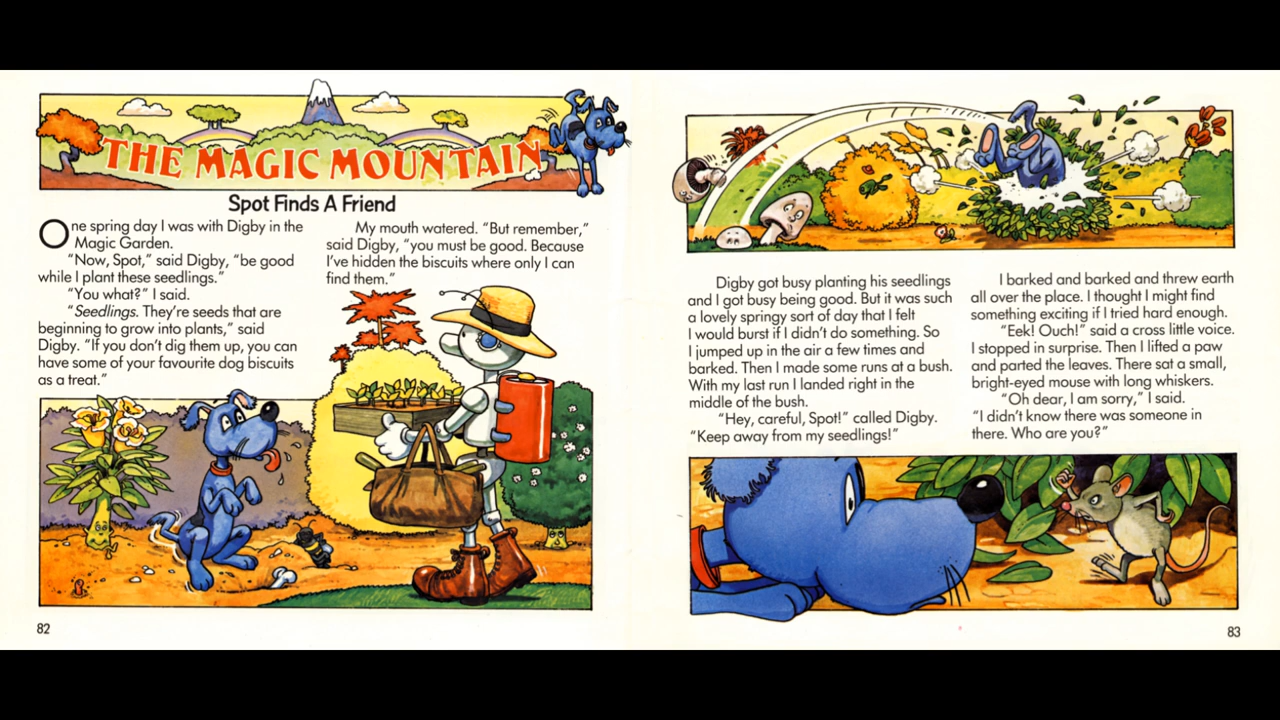 THE MAGIC MOUNTAIN
Spot Finds A Friend
One spring day I was with Digby in the
Magic Garden.
"Now, Spot," said Digby, "be good
while I plant these seedlings."
"You what?" I said.
"Seedlings. They're seeds that are
beginning to grow into plants," said
Digby. "If you don't dig them up, you can
have some of your favourite dog biscuits
as a treat."
My mouth watered. "But remember,"
said Digby, "you must be good. Because
I've hidden the biscuits where only I can
find them."
82
Digby got busy planting his seedlings
and I got busy being good. But it was such
a lovely springy sort of day that I felt
I would burst if I didn't do something. So
I jumped up in the air a few times and
barked. Then I made some runs at a bush.
With my last run I landed right in the
middle of the bush.
"Hey, careful, Spot!" called Digby.
"Keep away from my seedlings!"
I barked and barked and threw earth
all over the place. I thought I might find
something exciting if I tried hard enough.
"Eek! Ouch!" said a cross little voice.
I stopped in surprise. Then I lifted a paw
and parted the leaves. There sat a small,
bright-eyed mouse with long whiskers.
"Oh dear, I am sorry," I said.
"I didn't know there was someone in
there. Who are you?"
83